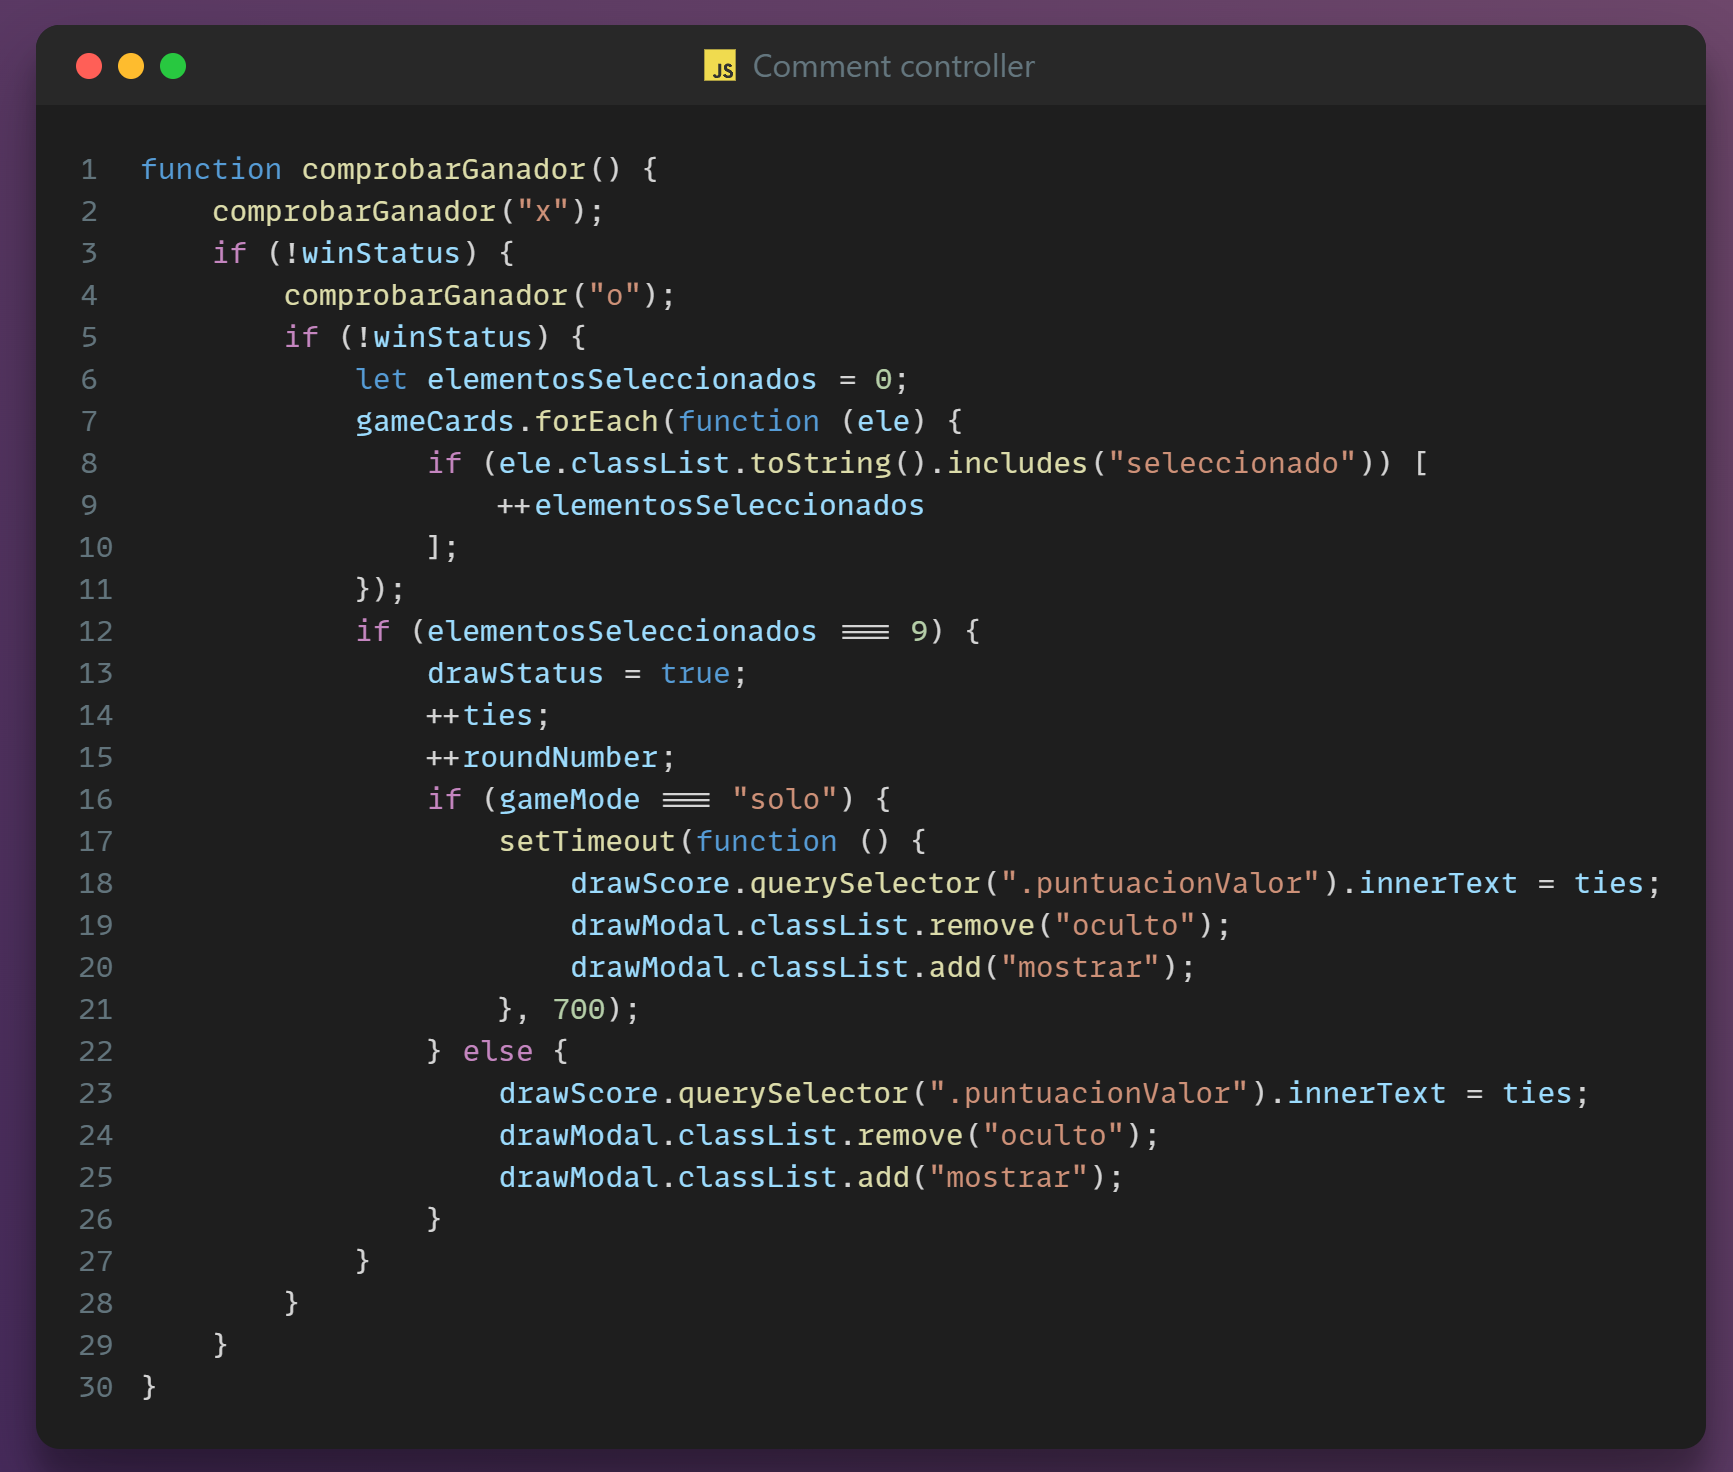 JS Comment controller
1 function comprobarGanador() {
2     comprobarGanador("x");
3     if (!winStatus) {
4         comprobarGanador("o");
5         if (!winStatus) {
6             let elementosSeleccionados = 0;
7             gameCards.forEach(function (ele) {
8                 if (ele.classList.toString().includes("seleccionado")) [
9                     ++elementosSeleccionados
10                 ];
11             });
12             if (elementosSeleccionados === 9) {
13                 drawStatus = true;
14                 ++ties;
15                 ++roundNumber;
16                 if (gameMode === "solo") {
17                     setTimeout(function () {
18                         drawScore.querySelector(".puntuacionValor").innerText = ties;
19                         drawModal.classList.remove("oculto");
20                         drawModal.classList.add("mostrar");
21                     }, 700);
22                 } else {
23                     drawScore.querySelector(".puntuacionValor").innerText = ties;
24                     drawModal.classList.remove("oculto");
25                     drawModal.classList.add("mostrar");
26                 }
27             }
28         }
29     }
30 }